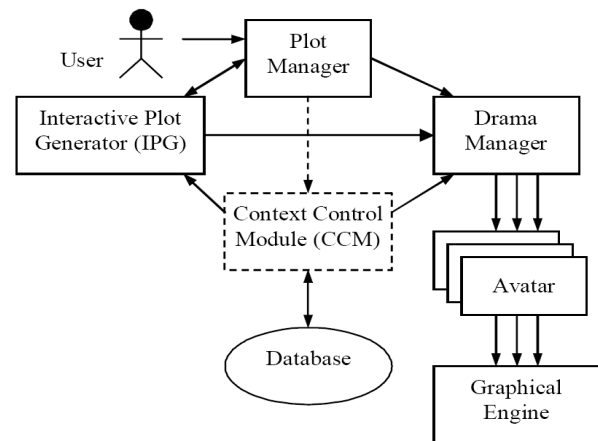 User
Plot
Manager
Interactive Plot
Generator (IPG)
Drama
Manager
Context Control
Module (CCM)
Avatar
Database
Graphical
Engine